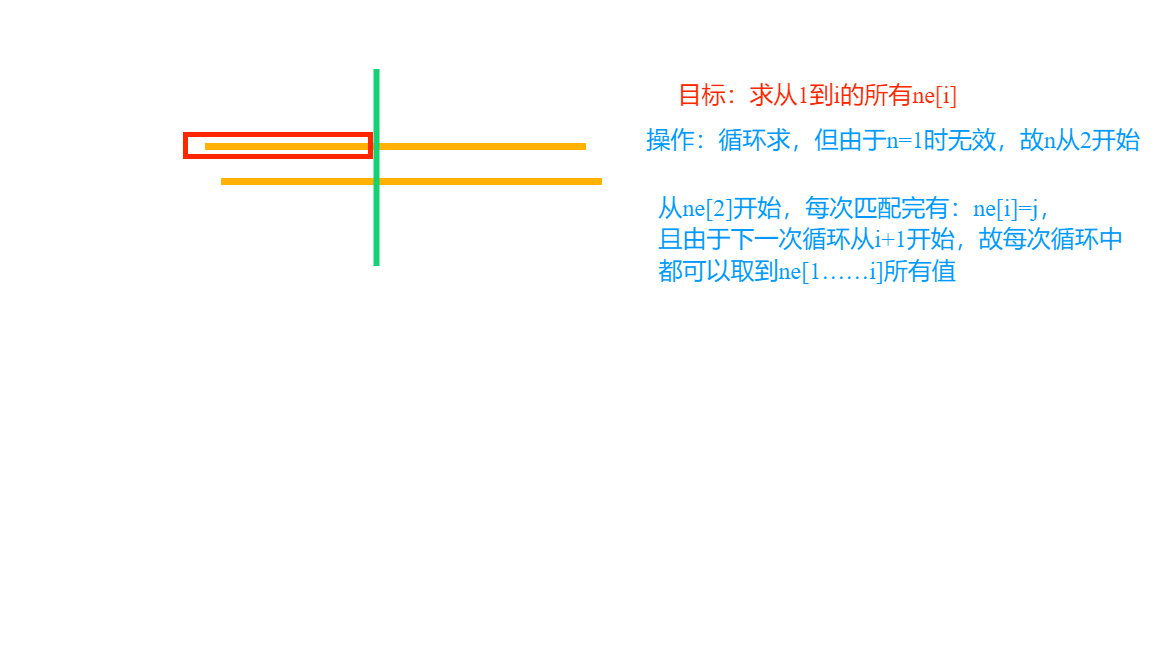 目标：求从1到i的所有ne[i]
操作：循环求，但由于n=1时无效，故n从2开始
从ne[2]开始，每次匹配完有：ne[i]=j，
且由于下一次循环从i+1开始，故每次循环中
都可以取到ne[1……i]所有值